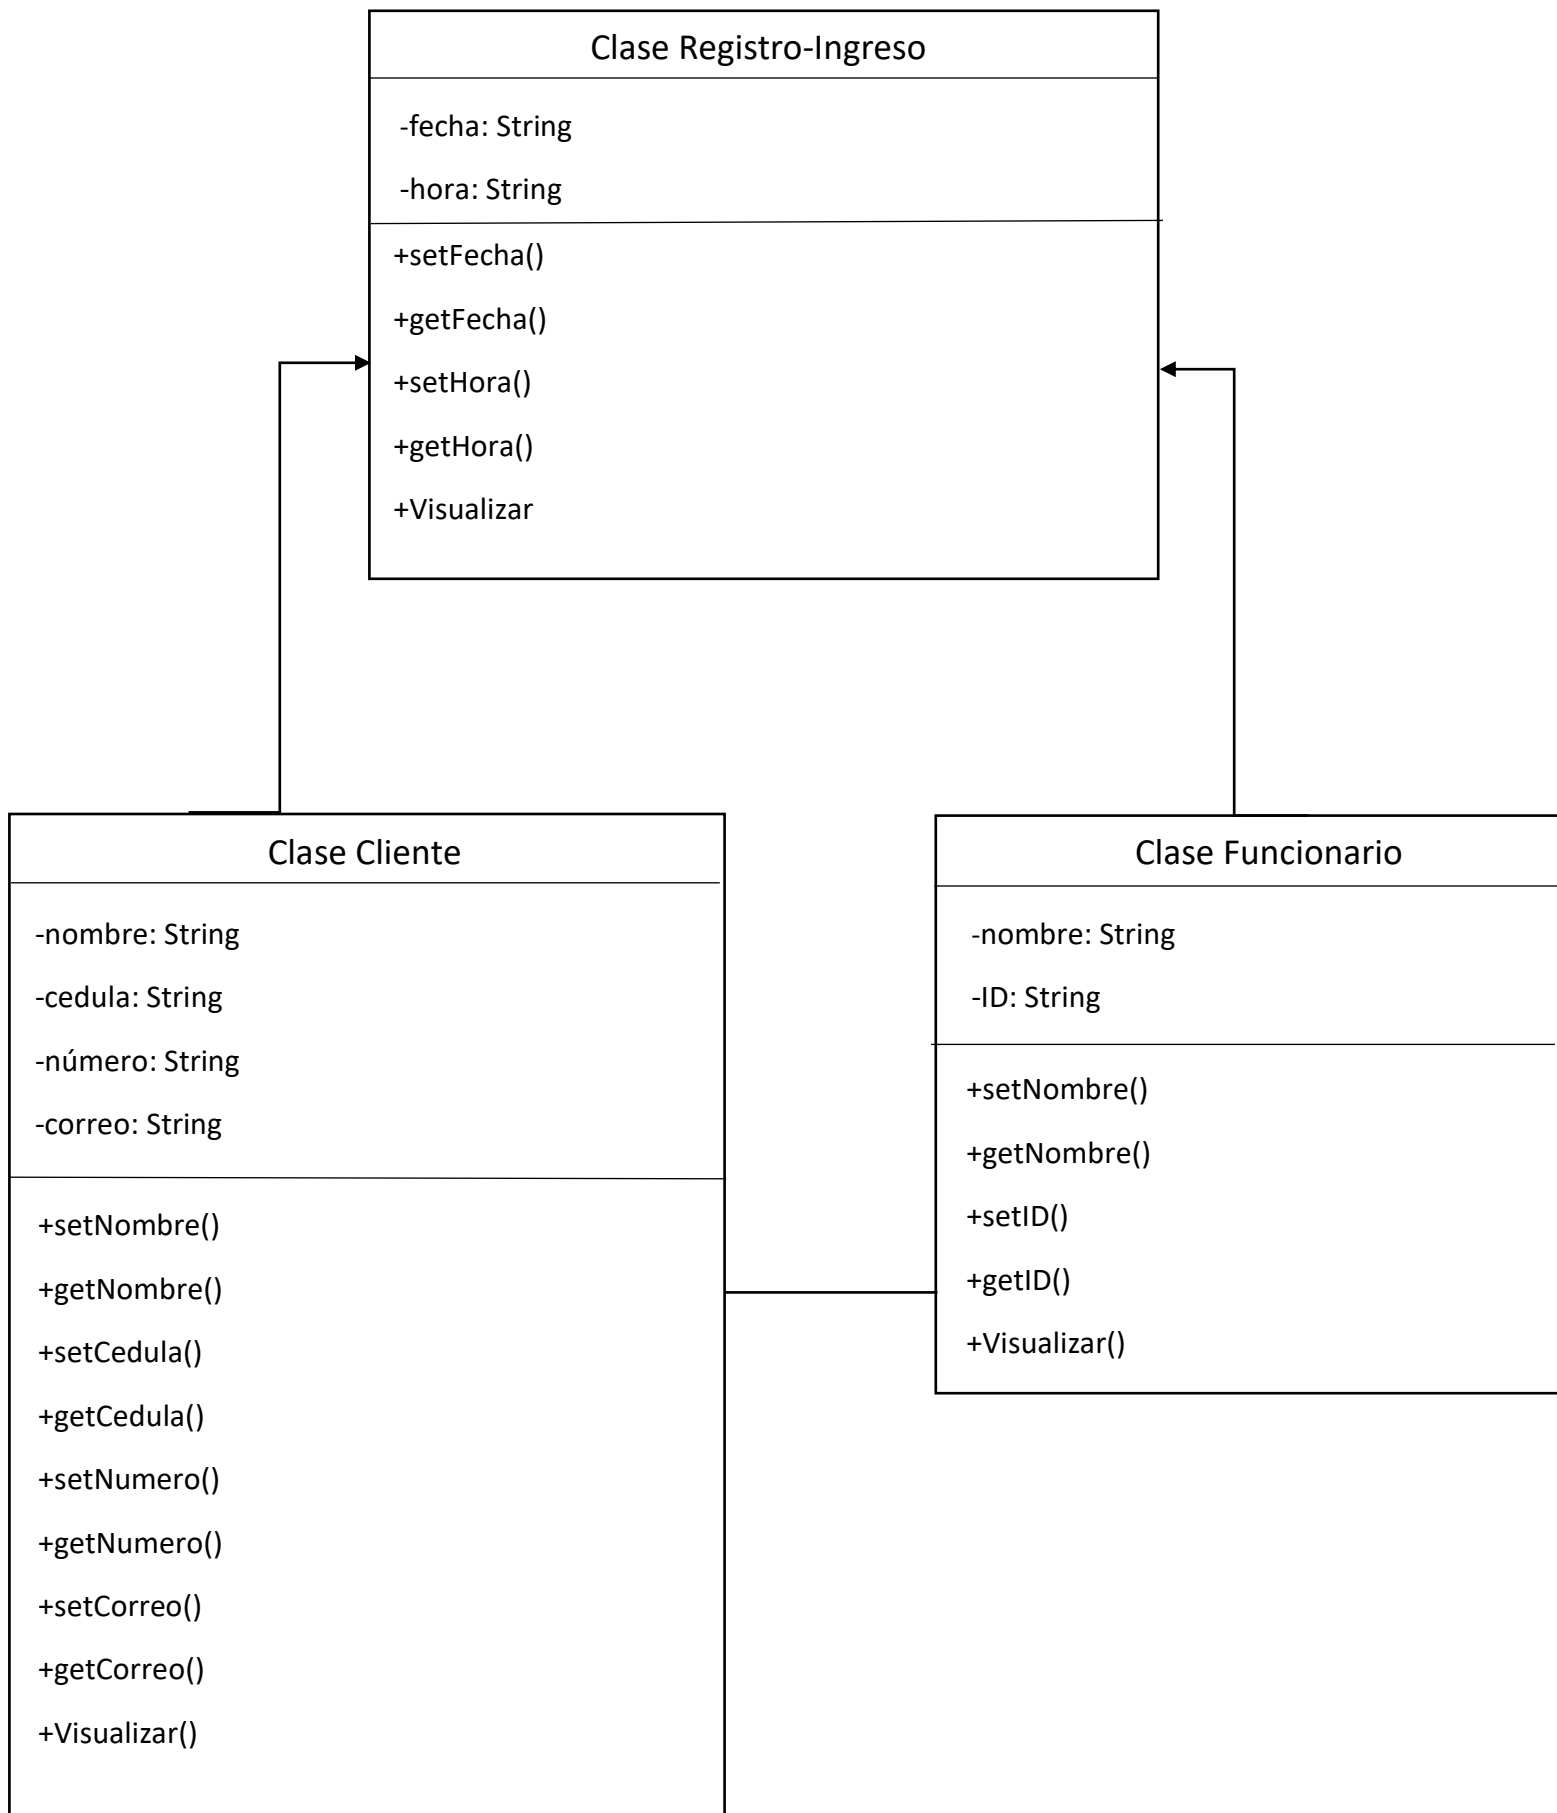 Clase Registro-Ingreso
-fecha: String
-hora: String
+setFecha()
+getFecha()
+setHora()
+getHora()
+Visualizar
Clase Cliente
-nombre: String
-cedula: String
-número: String
-correo: String
+setNombre()
+getNombre()
+setCedula()
+getCedula()
+setNumero()
+getNumero()
+setCorreo()
+getCorreo()
+Visualizar()
Clase Funcionario
-nombre: String
-ID: String
+setNombre()
+getNombre()
+setID()
+getID()
+Visualizar()